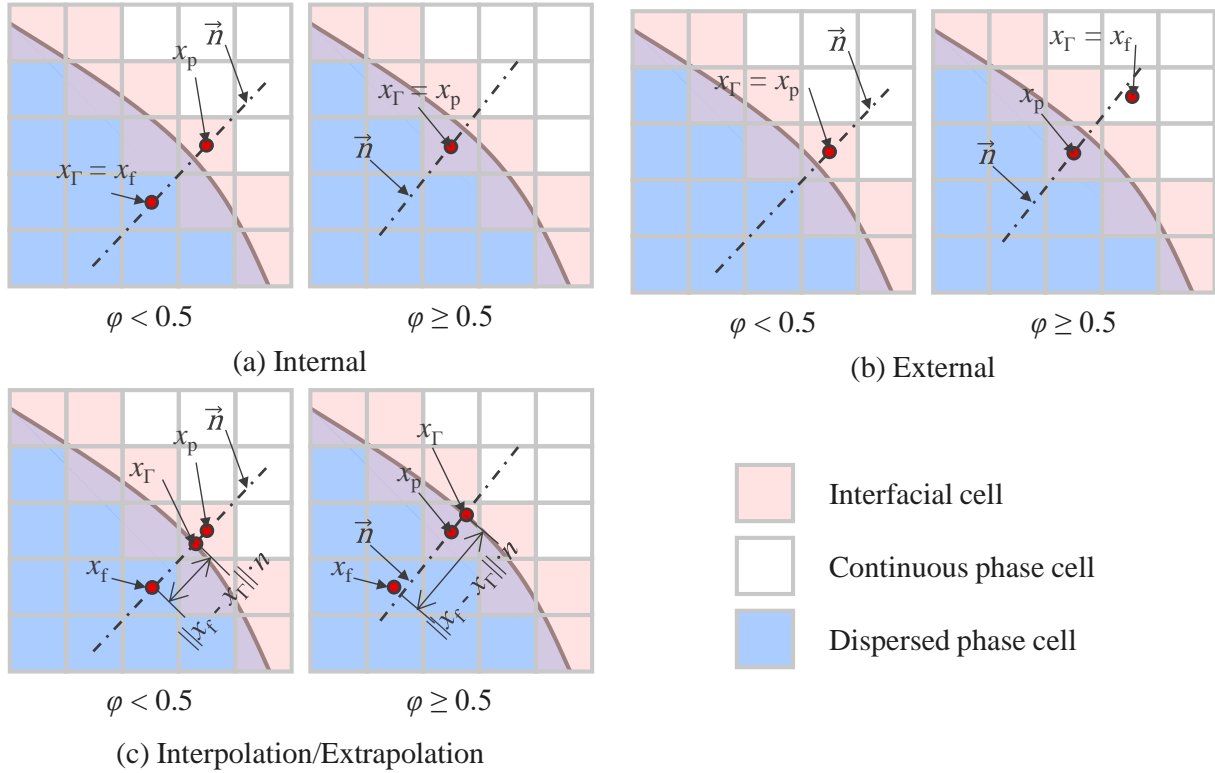 n⃗
x_p
x_Γ = x_f
φ < 0.5
x_Γ = x_p
n⃗
φ ≥ 0.5
(a) Internal
n⃗
x_Γ = x_p
φ < 0.5
x_Γ = x_f
x_p
n⃗
φ ≥ 0.5
(b) External
n⃗
x_p
x_Γ
x_f
||x_f - x_Γ|| · n
φ < 0.5
x_Γ
x_p
n⃗
x_f
||x_f - x_Γ|| · n
φ ≥ 0.5
(c) Interpolation/Extrapolation
Interfacial cell
Continuous phase cell
Dispersed phase cell